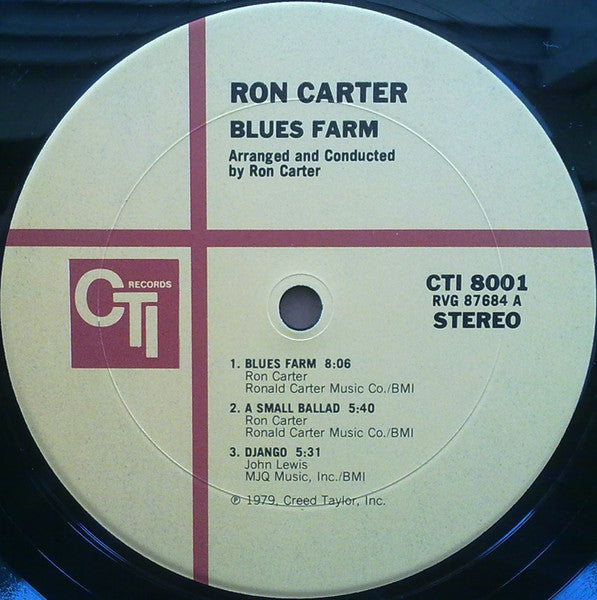 RON CARTER
BLUES FARM
Arranged and Conducted
by Ron Carter
CTI RECORDS
CTI 8001
RVG 87684 A
STEREO
1. BLUES FARM 8:06
Ron Carter
Ronald Carter Music Co./BMI
2. A SMALL BALLAD 5:40
Ron Carter
Ronald Carter Music Co./BMI
3. DJANGO 5:31
John Lewis
MJQ Music, Inc./BMI
℗ 1979, Creed Taylor, Inc.